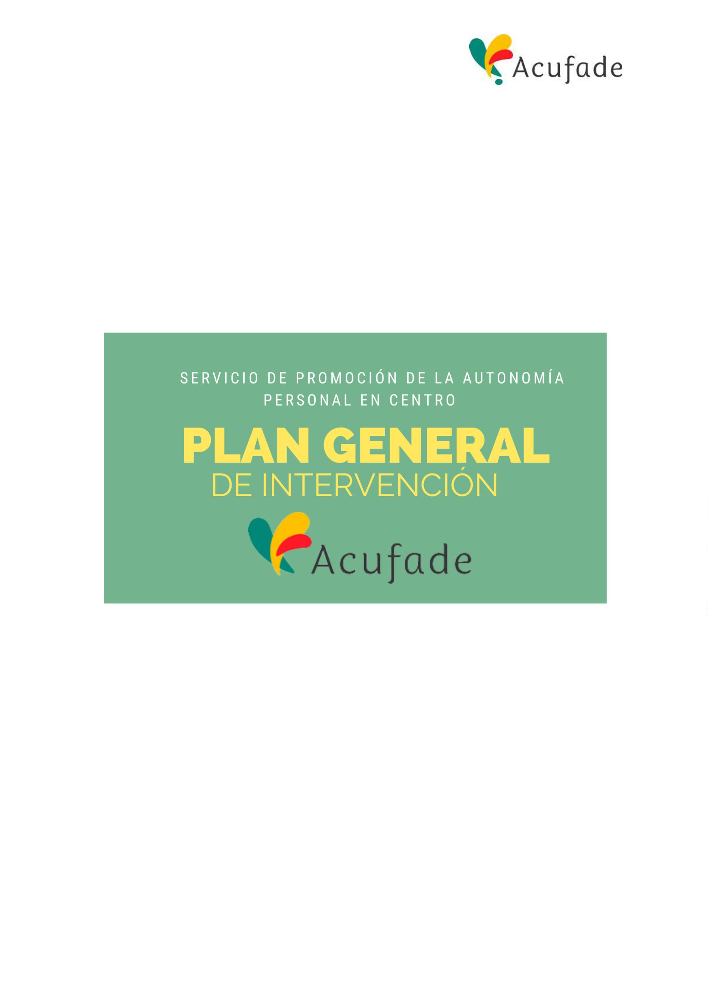 Acufade
SERVICIO DE PROMOCIÓN DE LA AUTONOMÍA
PERSONAL EN CENTRO
PLAN GENERAL
DE INTERVENCIÓN
Acufade